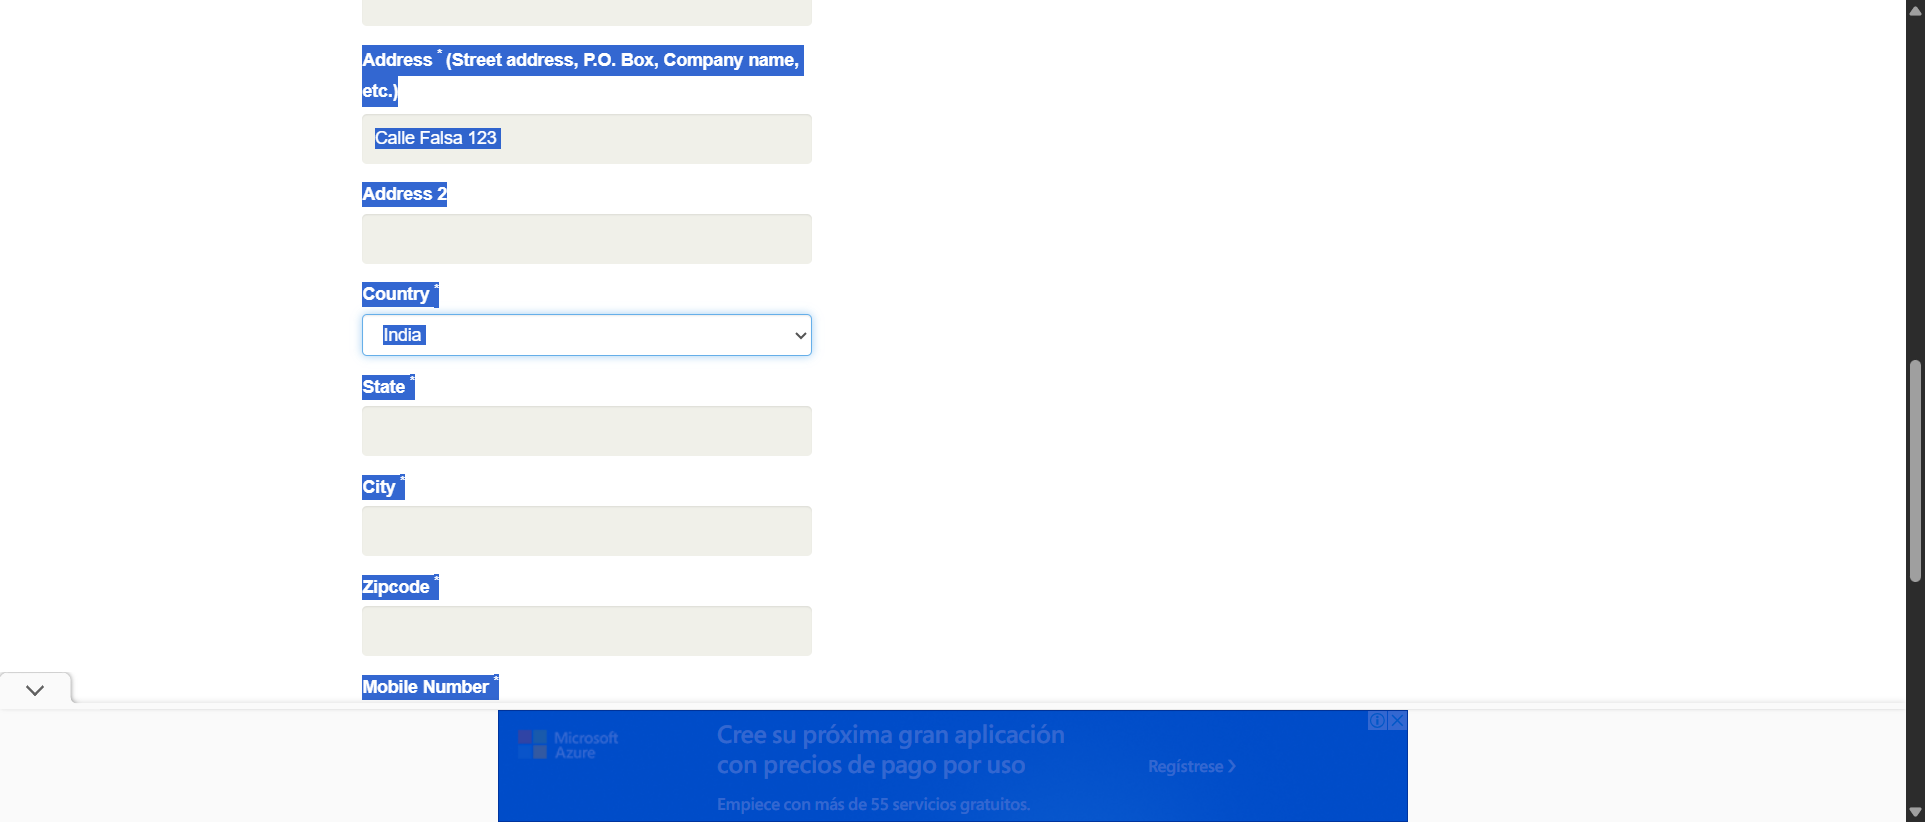 Address * (Street address, P.O. Box, Company name,
etc.)
Calle Falsa 123
Address 2
Country *
India
State *
City *
Zipcode *
Mobile Number *
Microsoft
Azure
Cree su próxima gran aplicación
con precios de pago por uso
Empiece con más de 55 servicios gratuitos.
Regístrese